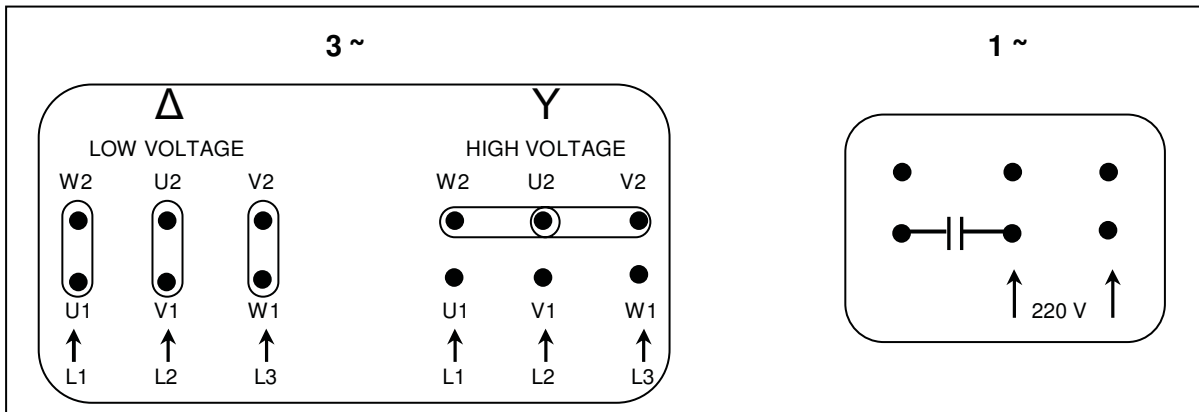 3 ~
1 ~
Δ
Y
LOW VOLTAGE
HIGH VOLTAGE
W2 U2 V2
W2 U2 V2
U1 V1 W1
U1 V1 W1
L1 L2 L3
L1 L2 L3
220 V